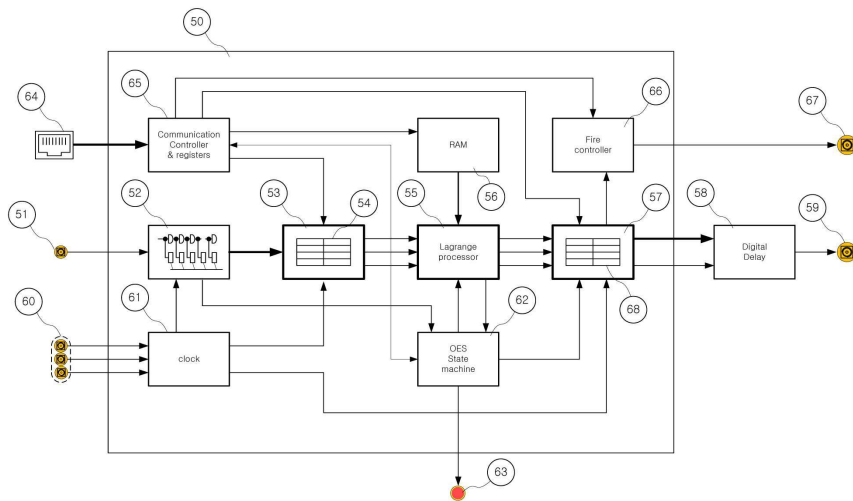 50
64
65
66
67
Communication
Controller
& registers
RAM
Fire
controller
56
51
52
53
54
55
57
58
59
Lagrange
processor
Digital
Delay
60
61
62
68
clock
OES
State
machine
63